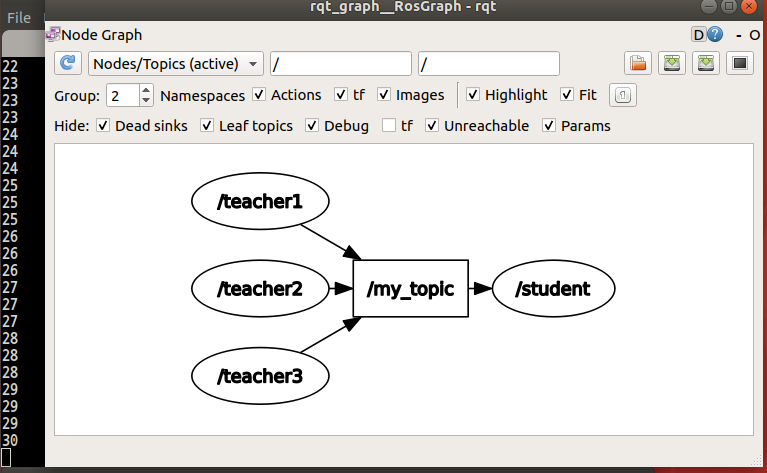 rqt_graph__RosGraph - rqt
File
Node Graph
D
?
- O
Nodes/Topics (active)
/
/
Group:
2
Namespaces
Actions
tf
Images
Highlight
Fit
Hide:
Dead sinks
Leaf topics
Debug
tf
Unreachable
Params
22
23
23
23
24
24
24
25
25
25
26
26
26
27
27
27
28
28
28
29
29
29
30
/teacher1
/teacher2
/my_topic
/student
/teacher3